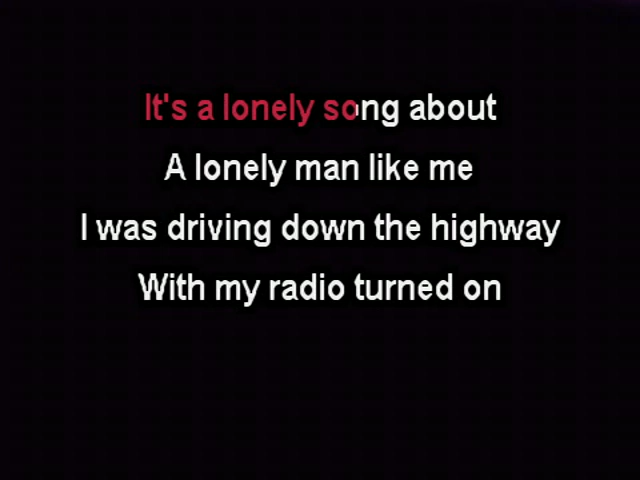 It's a lonely song about
A lonely man like me
I was driving down the highway
With my radio turned on